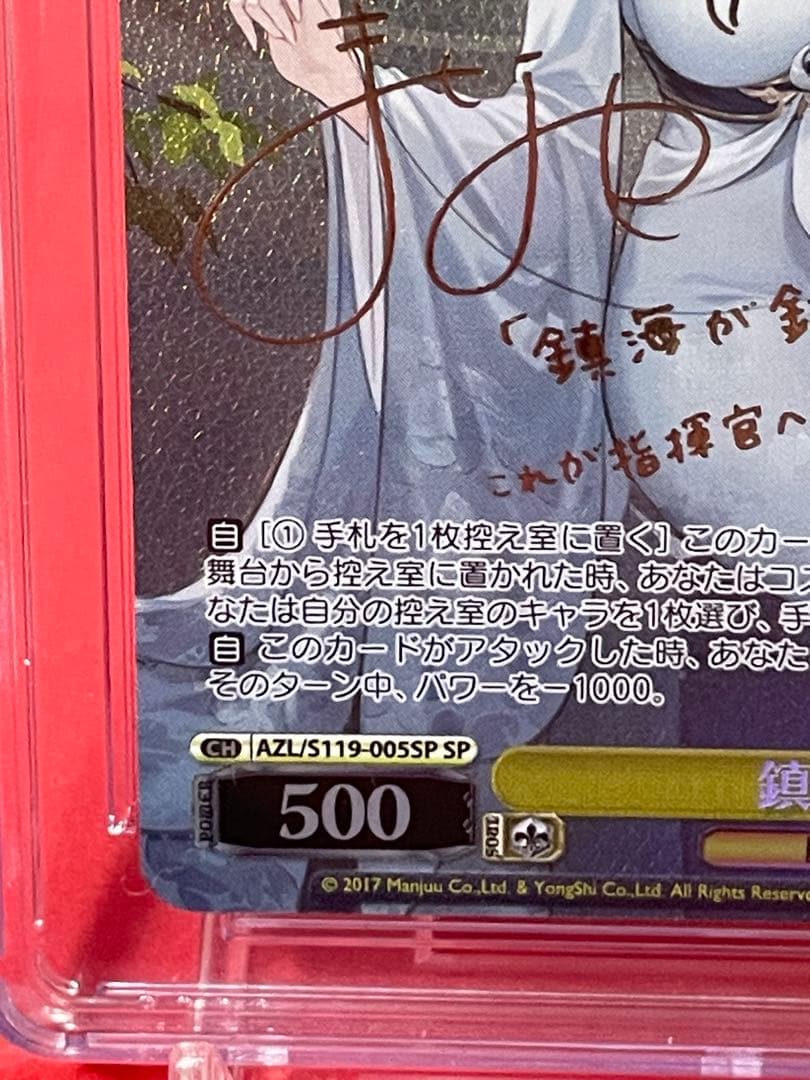 「鎮海が鎮
これが指揮官へ
自［① 手札を1枚控え室に置く］このカー
舞台から控え室に置かれた時、あなたはコス
なたは自分の控え室のキャラを1枚選び、手
自 このカードがアタックした時、あなた
そのターン中、パワーを－1000。
CH AZL/S119-005SP SP
POWER 500
SOUL
鎮
© 2017 Manjuu Co.,Ltd. & YongShi Co.,Ltd. All Rights Reserve